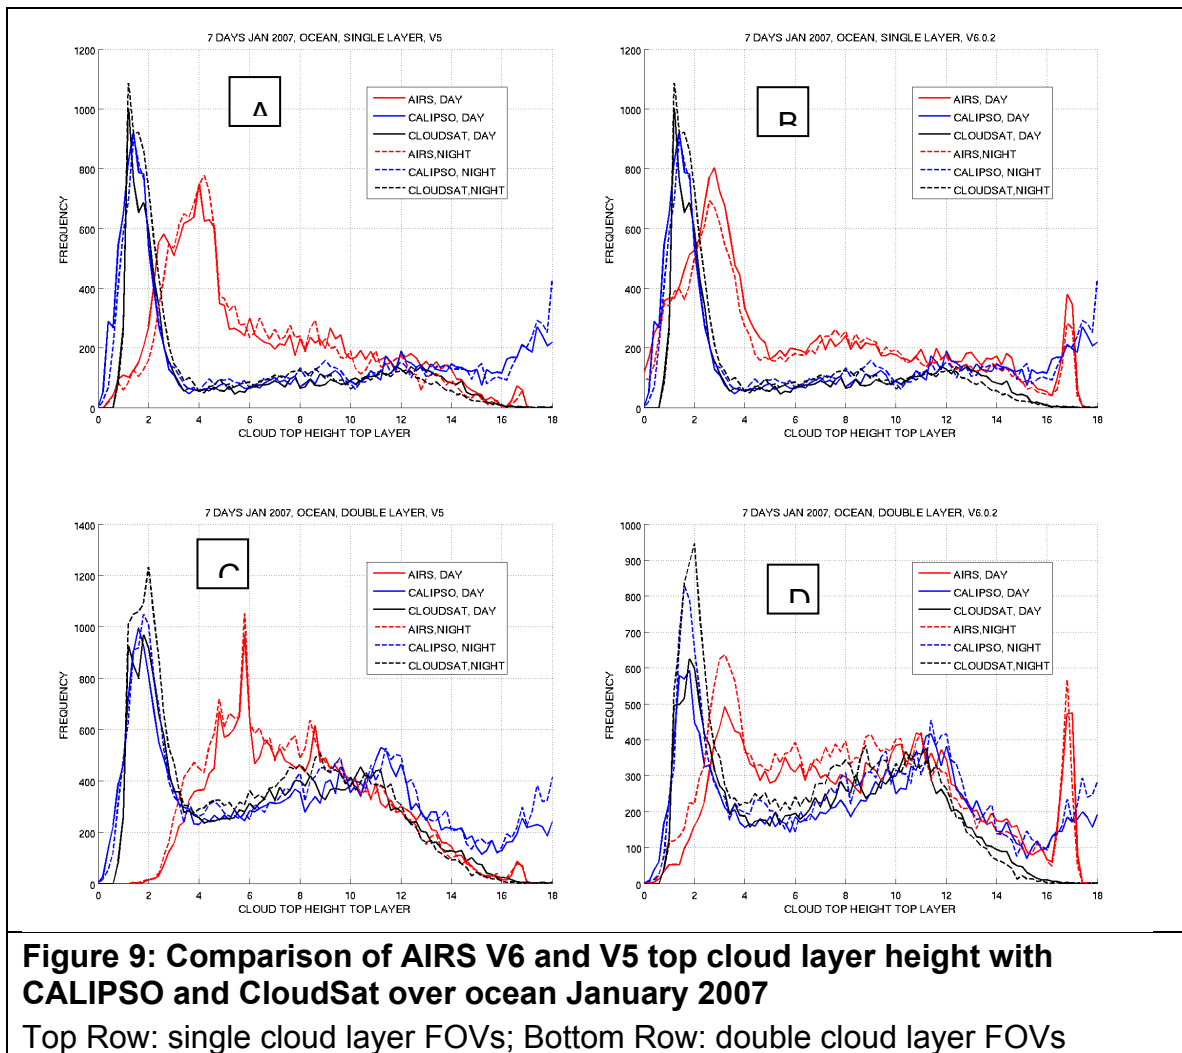 7 DAYS JAN 2007, OCEAN, SINGLE LAYER, V5
1200
1000
800
600
400
200
0
FREQUENCY
A
AIRS, DAY
CALIPSO, DAY
CLOUDSAT, DAY
AIRS,NIGHT
CALIPSO, NIGHT
CLOUDSAT,NIGHT
0 2 4 6 8 10 12 14 16 18
CLOUD TOP HEIGHT TOP LAYER
7 DAYS JAN 2007, OCEAN, SINGLE LAYER, V6.0.2
1200
1000
800
600
400
200
0
FREQUENCY
B
AIRS, DAY
CALIPSO, DAY
CLOUDSAT, DAY
AIRS,NIGHT
CALIPSO, NIGHT
CLOUDSAT,NIGHT
0 2 4 6 8 10 12 14 16 18
CLOUD TOP HEIGHT TOP LAYER
7 DAYS JAN 2007, OCEAN, DOUBLE LAYER, V5
1400
1200
1000
800
600
400
200
0
FREQUENCY
C
AIRS, DAY
CALIPSO, DAY
CLOUDSAT, DAY
AIRS,NIGHT
CALIPSO, NIGHT
CLOUDSAT,NIGHT
0 2 4 6 8 10 12 14 16 18
CLOUD TOP HEIGHT TOP LAYER
7 DAYS JAN 2007, OCEAN, DOUBLE LAYER, V6.0.2
1000
900
800
700
600
500
400
300
200
100
0
FREQUENCY
D
AIRS, DAY
CALIPSO, DAY
CLOUDSAT, DAY
AIRS,NIGHT
CALIPSO, NIGHT
CLOUDSAT,NIGHT
0 2 4 6 8 10 12 14 16 18
CLOUD TOP HEIGHT TOP LAYER
Figure 9: Comparison of AIRS V6 and V5 top cloud layer height with
CALIPSO and CloudSat over ocean January 2007
Top Row: single cloud layer FOVs; Bottom Row: double cloud layer FOVs